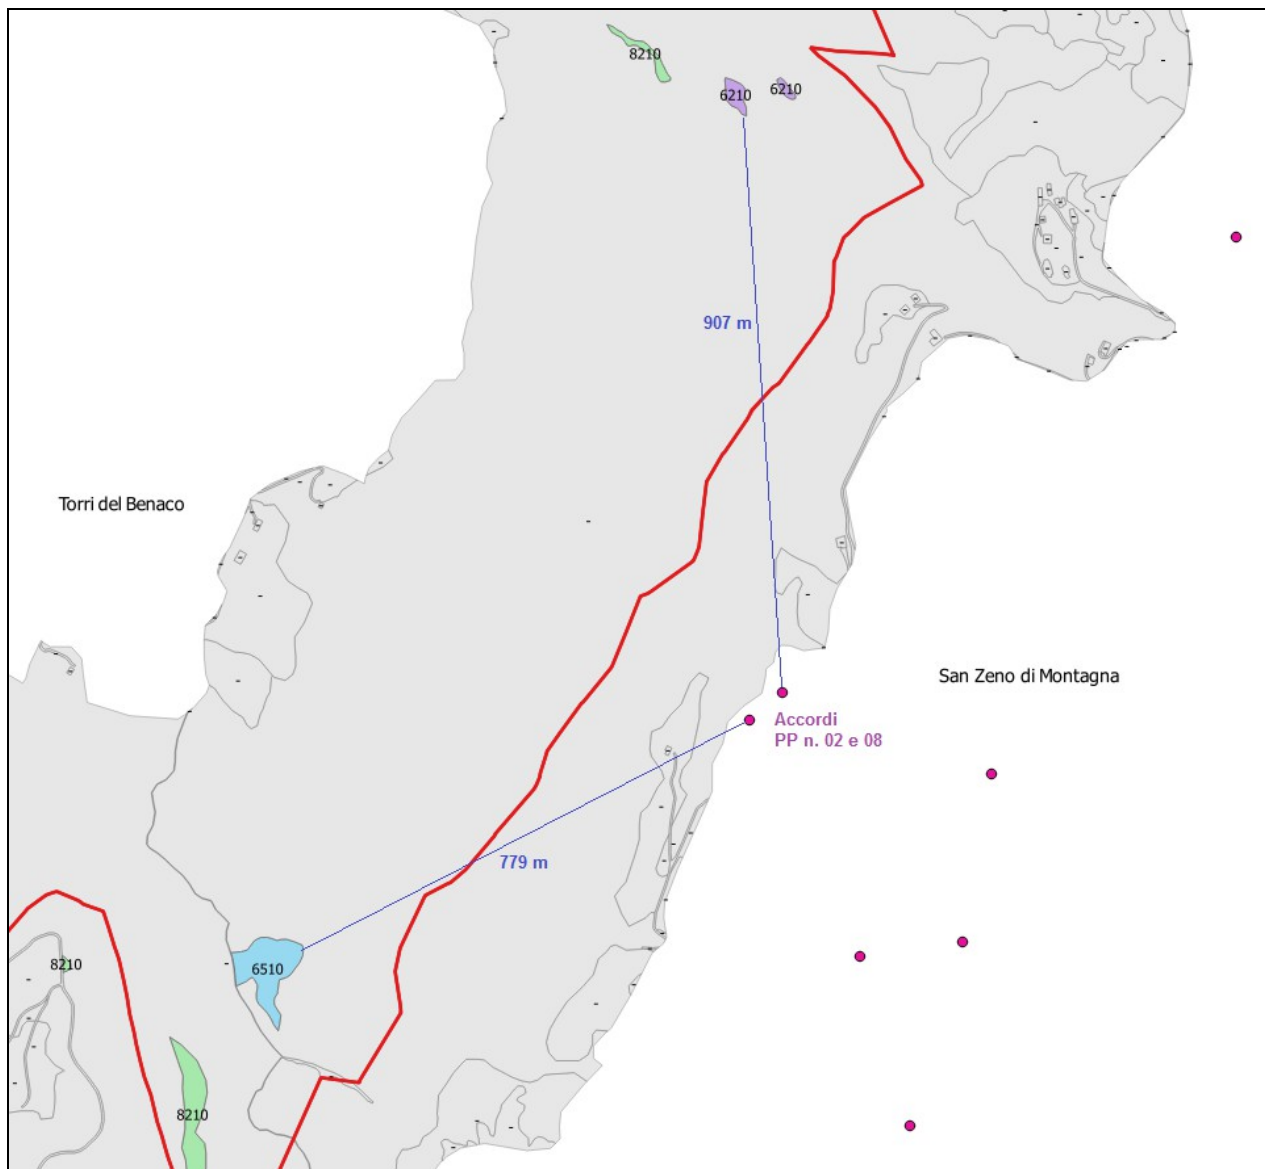 8210
6210
6210
907 m
Torri del Benaco
San Zeno di Montagna
Accordi
PP n. 02 e 08
779 m
8210
6510
8210